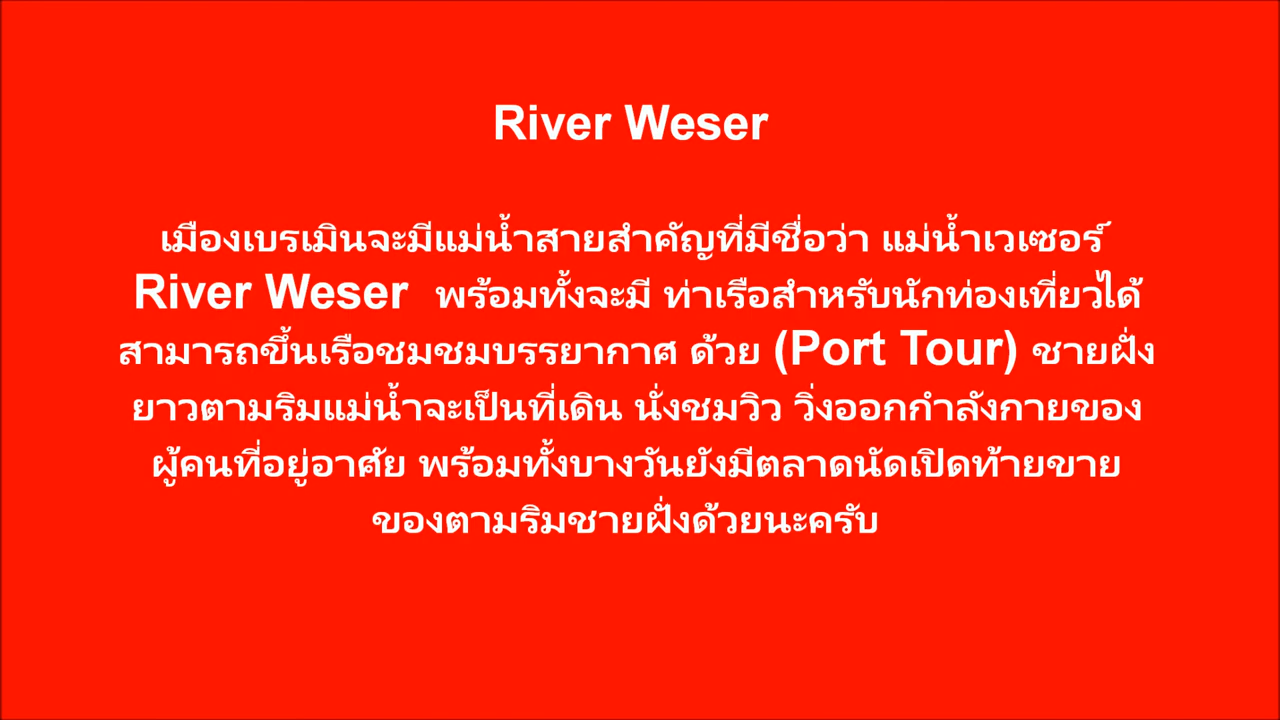 River Weser
เมืองเบรเมินจะมีแม่น้ำสายสำคัญที่มีชื่อว่า แม่น้ำเวเซอร์
River Weser พร้อมทั้งจะมี ท่าเรือสำหรับนักท่องเที่ยวได้
สามารถขึ้นเรือชมชมบรรยากาศ ด้วย (Port Tour) ชายฝั่ง
ยาวตามริมแม่น้ำจะเป็นที่เดิน นั่งชมวิว วิ่งออกกำลังกายของ
ผู้คนที่อยู่อาศัย พร้อมทั้งบางวันยังมีตลาดนัดเปิดท้ายขาย
ของตามริมชายฝั่งด้วยนะครับ